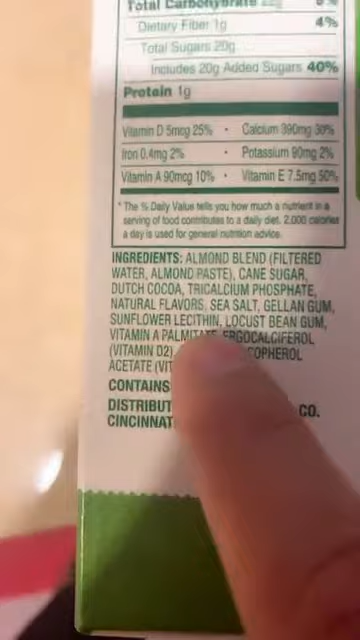 Total Carbohydrate
Dietary Fiber 1g 4%
Total Sugars 20g
Includes 20g Added Sugars 40%
Protein 1g
Vitamin D 5mcg 25% • Calcium 390mg 30%
Iron 0.4mg 2% • Potassium 90mg 2%
Vitamin A 90mcg 10% • Vitamin E 7.5mg 50%
* The % Daily Value tells you how much a nutrient in a
serving of food contributes to a daily diet. 2,000 calories
a day is used for general nutrition advice.
INGREDIENTS: ALMOND BLEND (FILTERED
WATER, ALMOND PASTE), CANE SUGAR,
DUTCH COCOA, TRICALCIUM PHOSPHATE,
NATURAL FLAVORS, SEA SALT, GELLAN GUM,
SUNFLOWER LECITHIN, LOCUST BEAN GUM,
VITAMIN A PALMITATE, ERGOCALCIFEROL
(VITAMIN D2), COPHEROL
ACETATE (VIT
CONTAINS
DISTRIBUT CO.
CINCINNAT